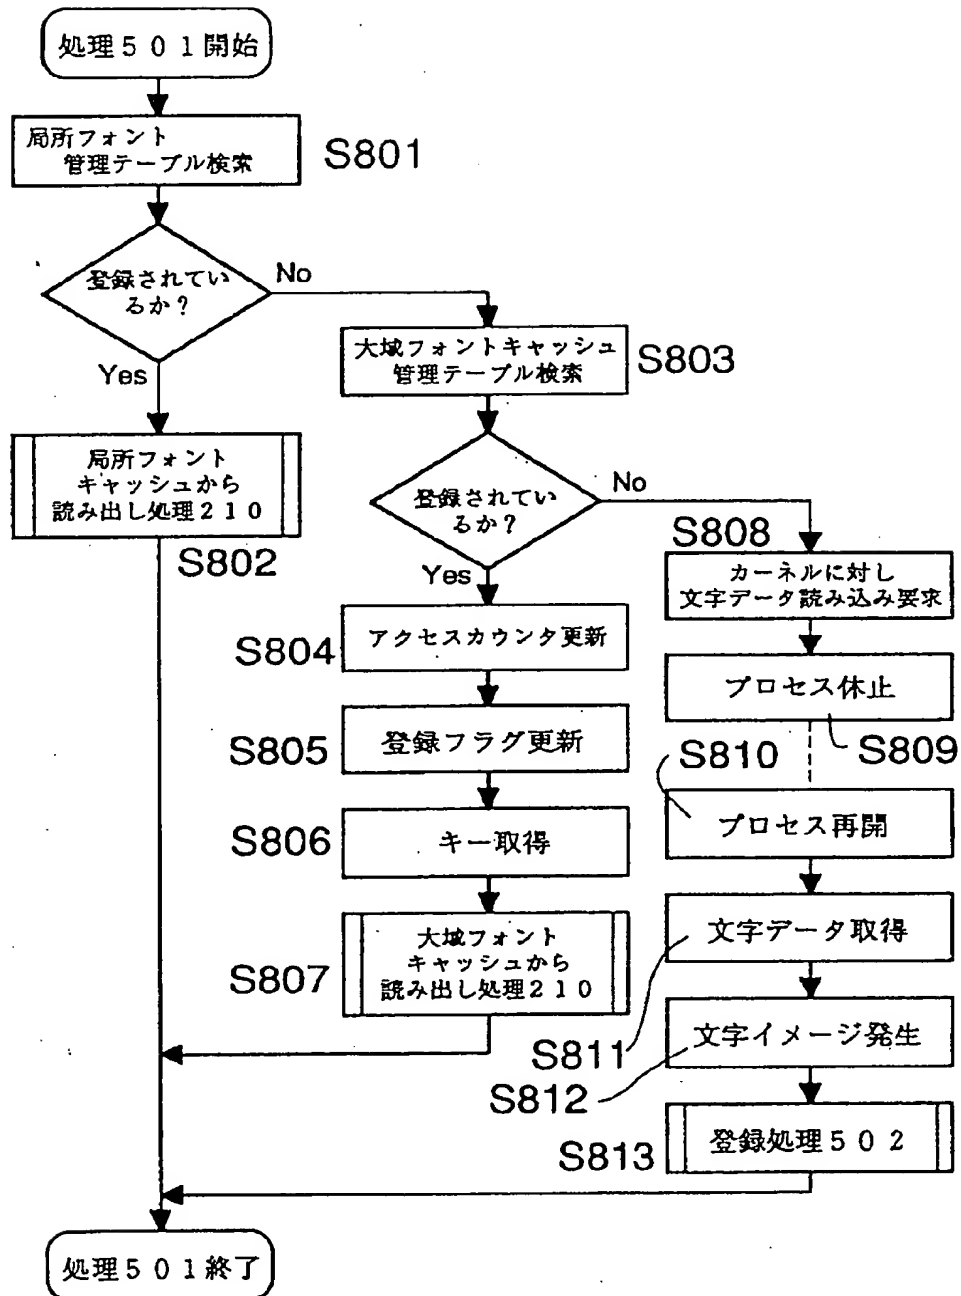 処理５０１開始
局所フォント
管理テーブル検索
S801
登録されてい
るか？
No
Yes
大域フォントキャッシュ
管理テーブル検索
S803
局所フォント
キャッシュから
読み出し処理２１０
S802
登録されてい
るか？
No
Yes
S808
カーネルに対し
文字データ読み込み要求
S804
アクセスカウンタ更新
プロセス休止
S809
S805
登録フラグ更新
S810
プロセス再開
S806
キー取得
文字データ取得
S811
S807
大域フォント
キャッシュから
読み出し処理２１０
文字イメージ発生
S812
登録処理５０２
S813
処理５０１終了